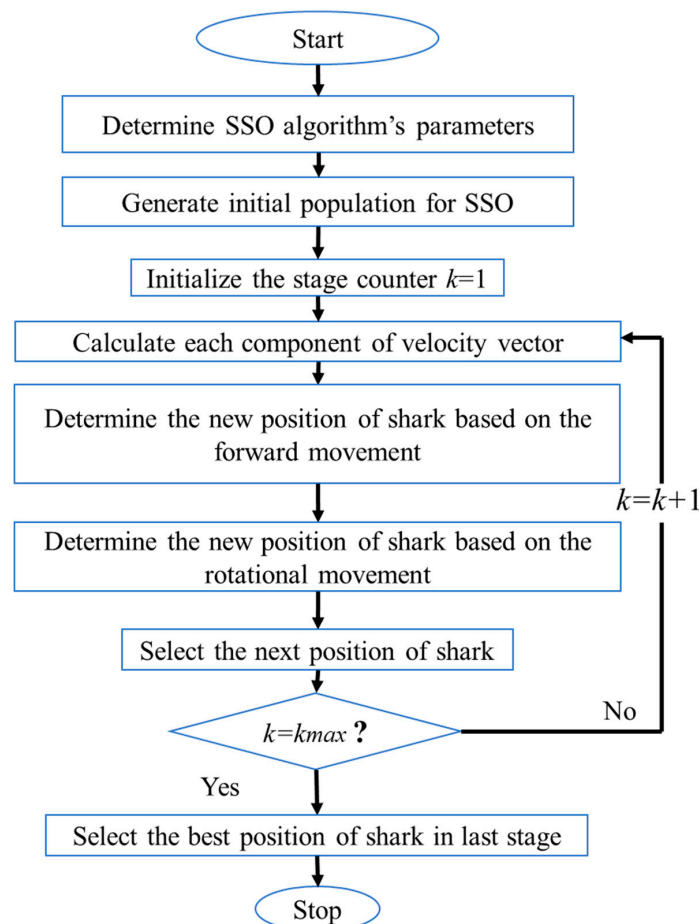 Start
Determine SSO algorithm’s parameters
Generate initial population for SSO
Initialize the stage counter k=1
Calculate each component of velocity vector
Determine the new position of shark based on the
forward movement
k=k+1
Determine the new position of shark based on the
rotational movement
Select the next position of shark
k=kmax ?
No
Yes
Select the best position of shark in last stage
Stop